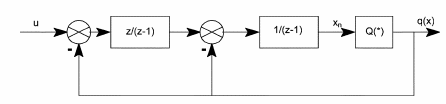 u
z/(z-1)
1/(z-1)
xn
Q(*)
q(x)
-
-